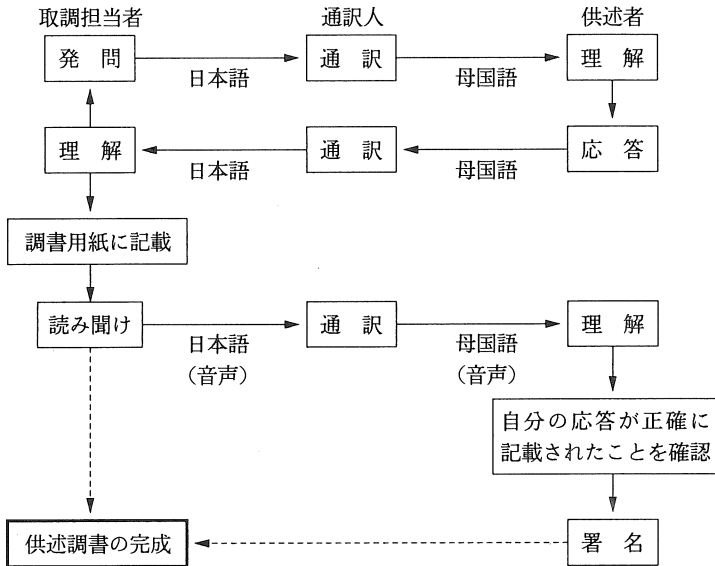 取調担当者 通訳人 供述者
発問 通訳 理解
日本語 母国語
理解 通訳 応答
日本語 母国語
調書用紙に記載
読み聞け 通訳 理解
日本語 母国語
(音声) (音声)
自分の応答が正確に
記載されたことを確認
供述調書の完成 署名